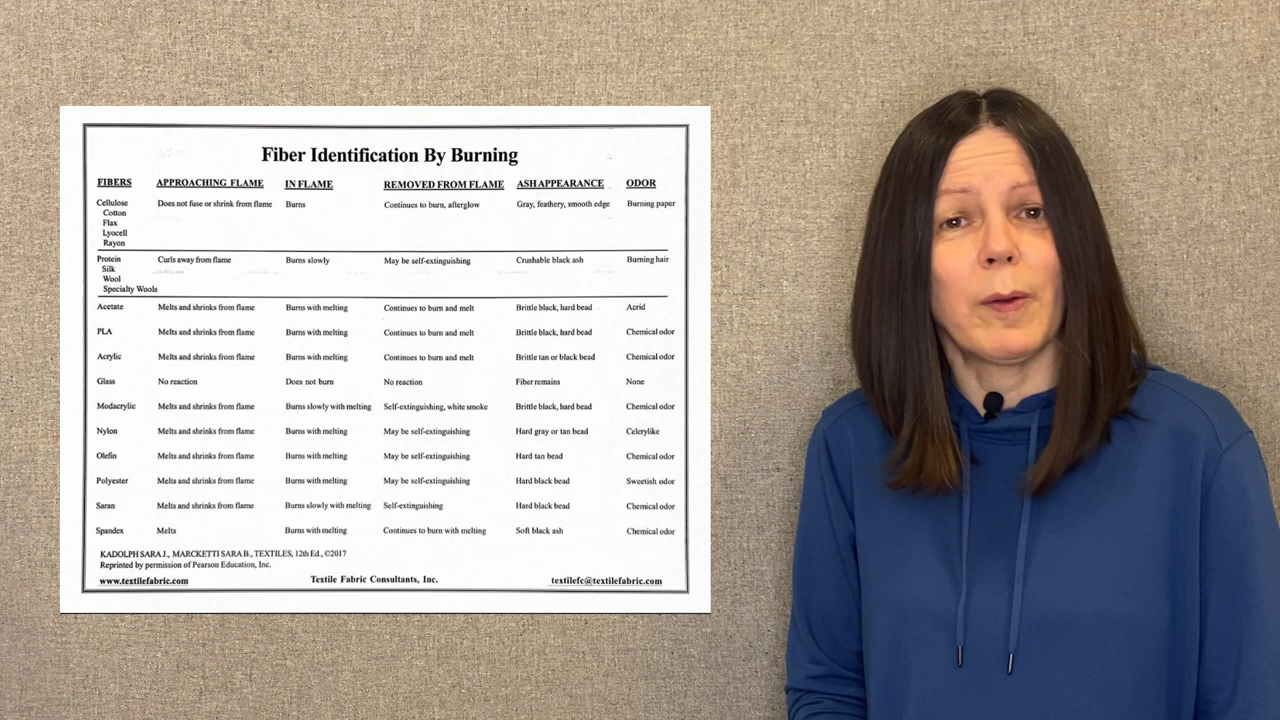 Fiber Identification By Burning
FIBERS APPROACHING FLAME IN FLAME REMOVED FROM FLAME ASH APPEARANCE ODOR
Cellulose Does not fuse or shrink from flame Burns Continues to burn, afterglow Gray, feathery, smooth edge Burning paper
Cotton
Flax
Lyocell
Rayon
Protein Curls away from flame Burns slowly May be self-extinguishing Crushable black ash Burning hair
Silk
Wool
Specialty Wools
Acetate Melts and shrinks from flame Burns with melting Continues to burn and melt Brittle black, hard bead Acrid
PLA Melts and shrinks from flame Burns with melting Continues to burn and melt Brittle black, hard bead Chemical odor
Acrylic Melts and shrinks from flame Burns with melting Continues to burn and melt Brittle tan or black bead Chemical odor
Glass No reaction Does not burn No reaction Fiber remains None
Modacrylic Melts and shrinks from flame Burns slowly with melting Self-extinguishing, white smoke Brittle black, hard bead Chemical odor
Nylon Melts and shrinks from flame Burns with melting May be self-extinguishing Hard gray or tan bead Celerylike
Olefin Melts and shrinks from flame Burns with melting May be self-extinguishing Hard tan bead Chemical odor
Polyester Melts and shrinks from flame Burns with melting May be self-extinguishing Hard black bead Sweetish odor
Saran Melts and shrinks from flame Burns slowly with melting Self-extinguishing Hard black bead Chemical odor
Spandex Melts Burns with melting Continues to burn with melting Soft black ash Chemical odor
KADOLPH SARA J., MARCKETTI SARA B., TEXTILES, 12th Ed., ©2017
Reprinted by permission of Pearson Education, Inc.
www.textilefabric.com Textile Fabric Consultants, Inc. textilefc@textilefabric.com